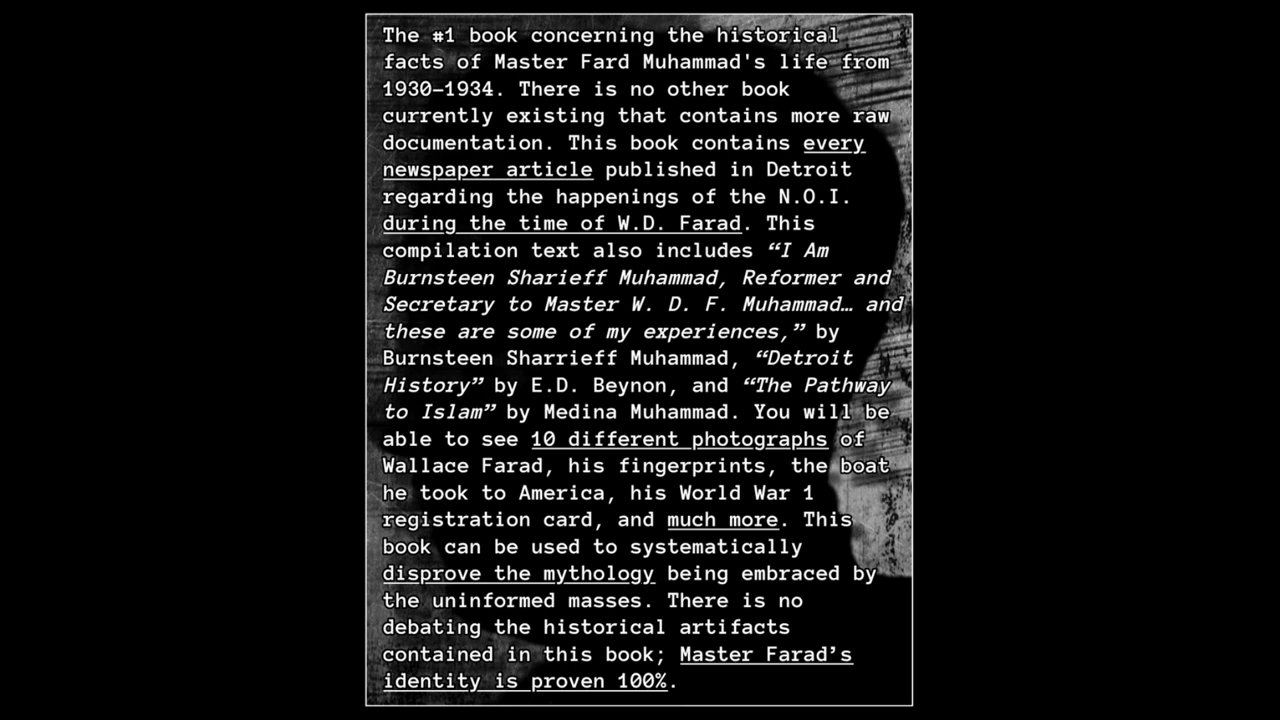 The #1 book concerning the historical
facts of Master Fard Muhammad's life from
1930-1934. There is no other book
currently existing that contains more raw
documentation. This book contains every
newspaper article published in Detroit
regarding the happenings of the N.O.I.
during the time of W.D. Farad. This
compilation text also includes “I Am
Burnsteen Sharieff Muhammad, Reformer and
Secretary to Master W. D. F. Muhammad… and
these are some of my experiences,” by
Burnsteen Sharrieff Muhammad, “Detroit
History” by E.D. Beynon, and “The Pathway
to Islam” by Medina Muhammad. You will be
able to see 10 different photographs of
Wallace Farad, his fingerprints, the boat
he took to America, his World War 1
registration card, and much more. This
book can be used to systematically
disprove the mythology being embraced by
the uninformed masses. There is no
debating the historical artifacts
contained in this book; Master Farad’s
identity is proven 100%.